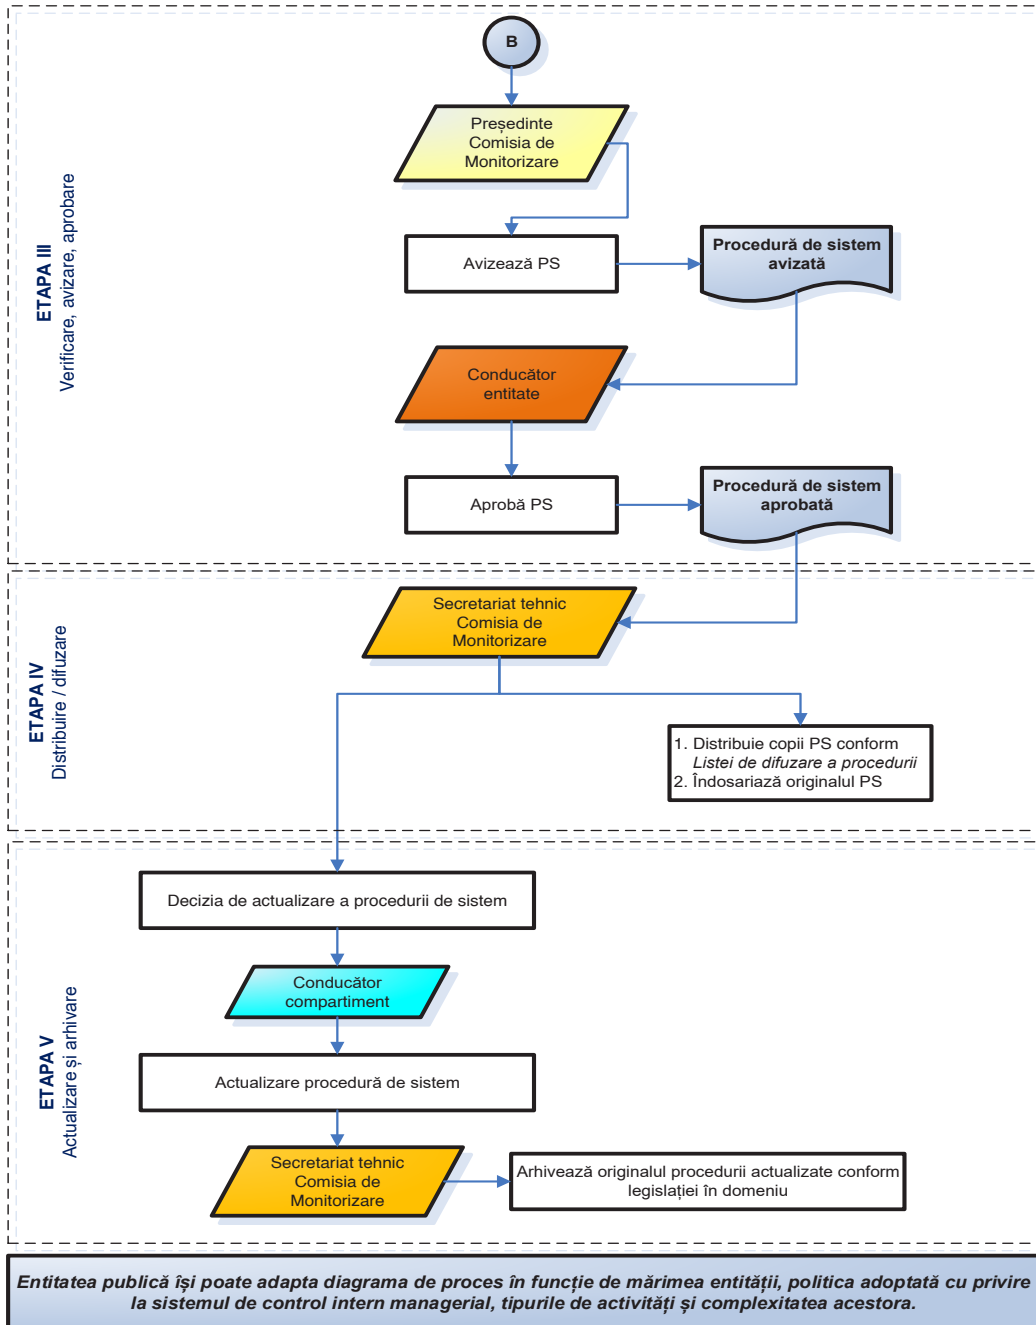 B
ETAPA III
Verificare, avizare, aprobare
Președinte
Comisia de
Monitorizare
Avizează PS
Procedură de sistem
avizată
Conducător
entitate
Aprobă PS
Procedură de sistem
aprobată
ETAPA IV
Distribuire / difuzare
Secretariat tehnic
Comisia de
Monitorizare
1. Distribuie copii PS conform
Listei de difuzare a procedurii
2. Îndosariază originalul PS
ETAPA V
Actualizare și arhivare
Decizia de actualizare a procedurii de sistem
Conducător
compartiment
Actualizare procedură de sistem
Secretariat tehnic
Comisia de
Monitorizare
Arhivează originalul procedurii actualizate conform
legislației în domeniu
Entitatea publică își poate adapta diagrama de proces în funcție de mărimea entității, politica adoptată cu privire
la sistemul de control intern managerial, tipurile de activități și complexitatea acestora.